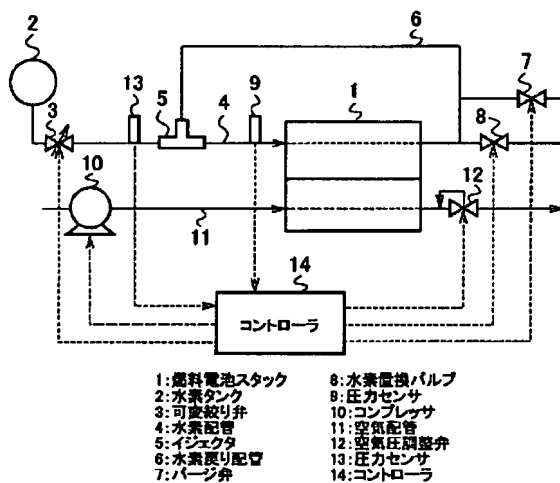 2
6
7
13
9
1
3
5
4
8
10
12
11
14
コントローラ
1:燃料電池スタック
2:水素タンク
3:可変絞り弁
4:水素配管
5:イジェクタ
6:水素戻り配管
7:パージ弁
8:水素置換バルブ
9:圧力センサ
10:コンプレッサ
11:空気配管
12:空気圧調整弁
13:圧力センサ
14:コントローラ